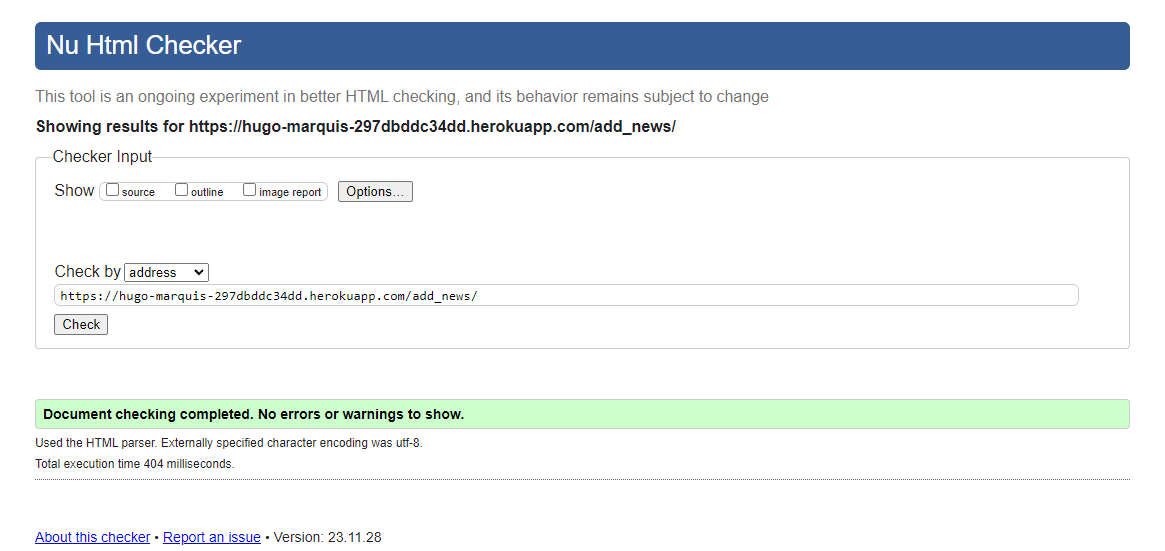 Nu Html Checker
This tool is an ongoing experiment in better HTML checking, and its behavior remains subject to change
Showing results for https://hugo-marquis-297dbddc34dd.herokuapp.com/add_news/
Checker Input
Show source outline image report Options...
Check by address
https://hugo-marquis-297dbddc34dd.herokuapp.com/add_news/
Check
Document checking completed. No errors or warnings to show.
Used the HTML parser. Externally specified character encoding was utf-8.
Total execution time 404 milliseconds.
About this checker • Report an issue • Version: 23.11.28